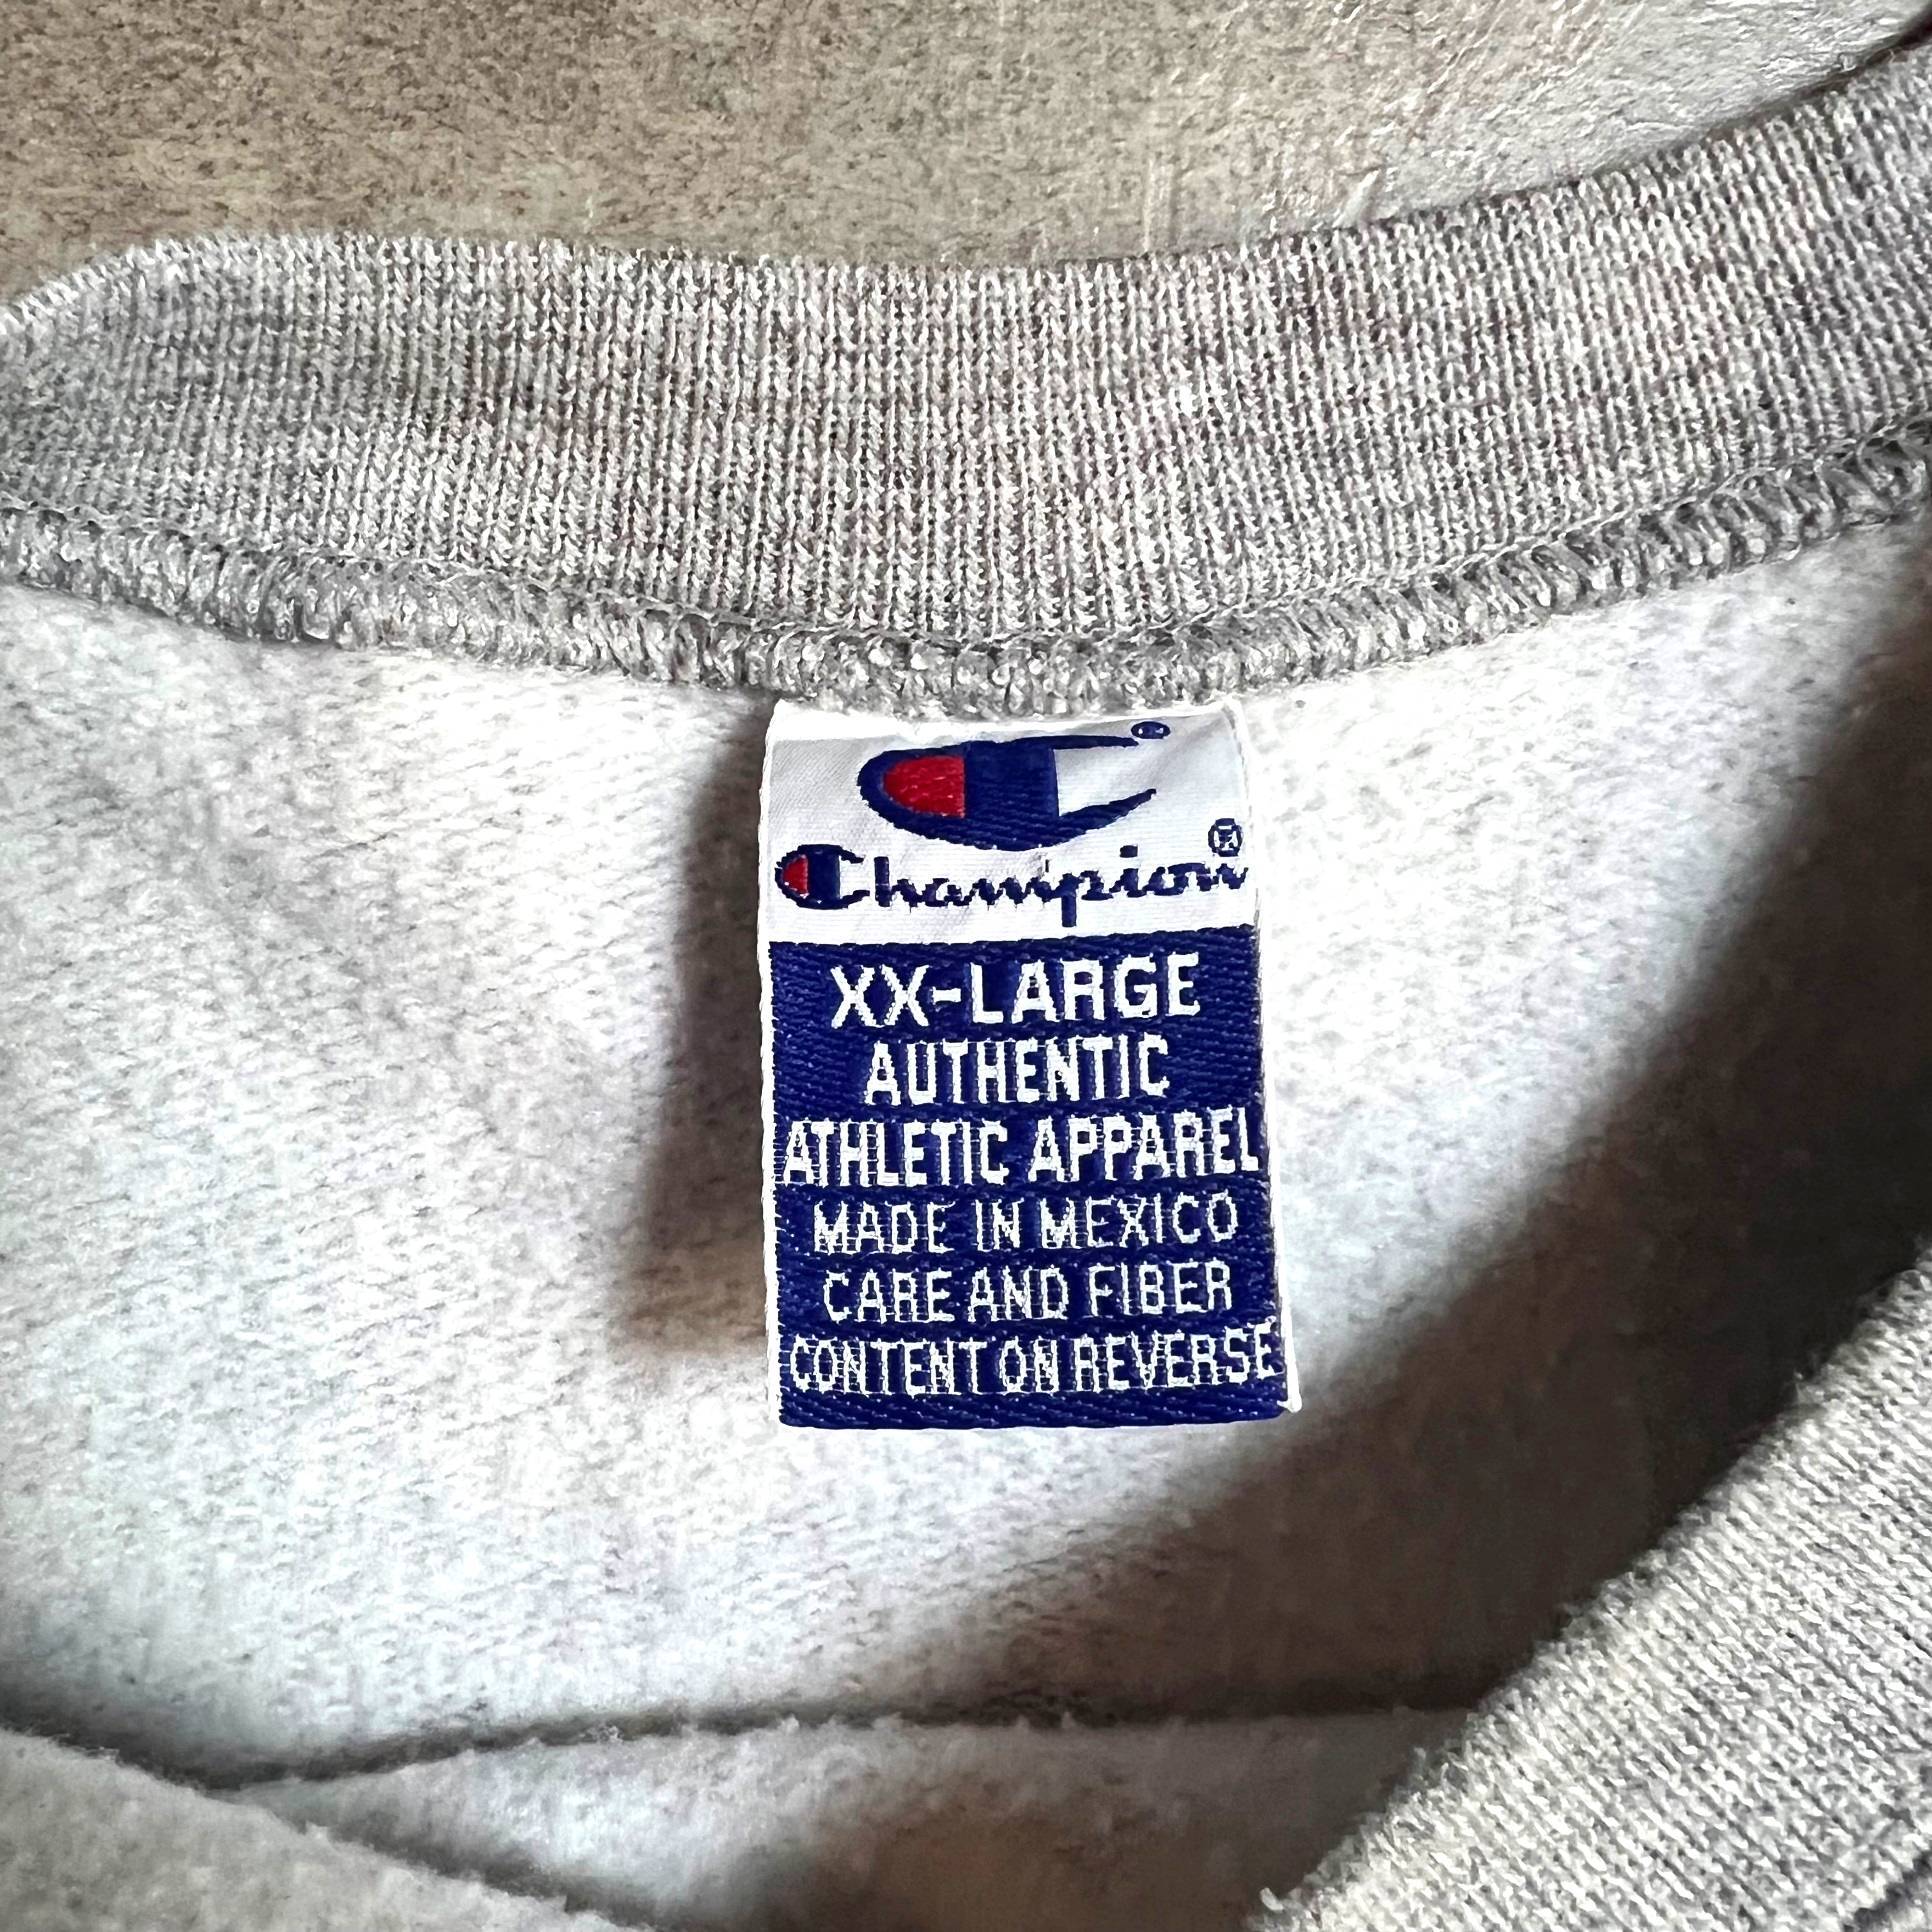 Champion®
XX-LARGE
AUTHENTIC
ATHLETIC APPAREL
MADE IN MEXICO
CARE AND FIBER
CONTENT ON REVERSE